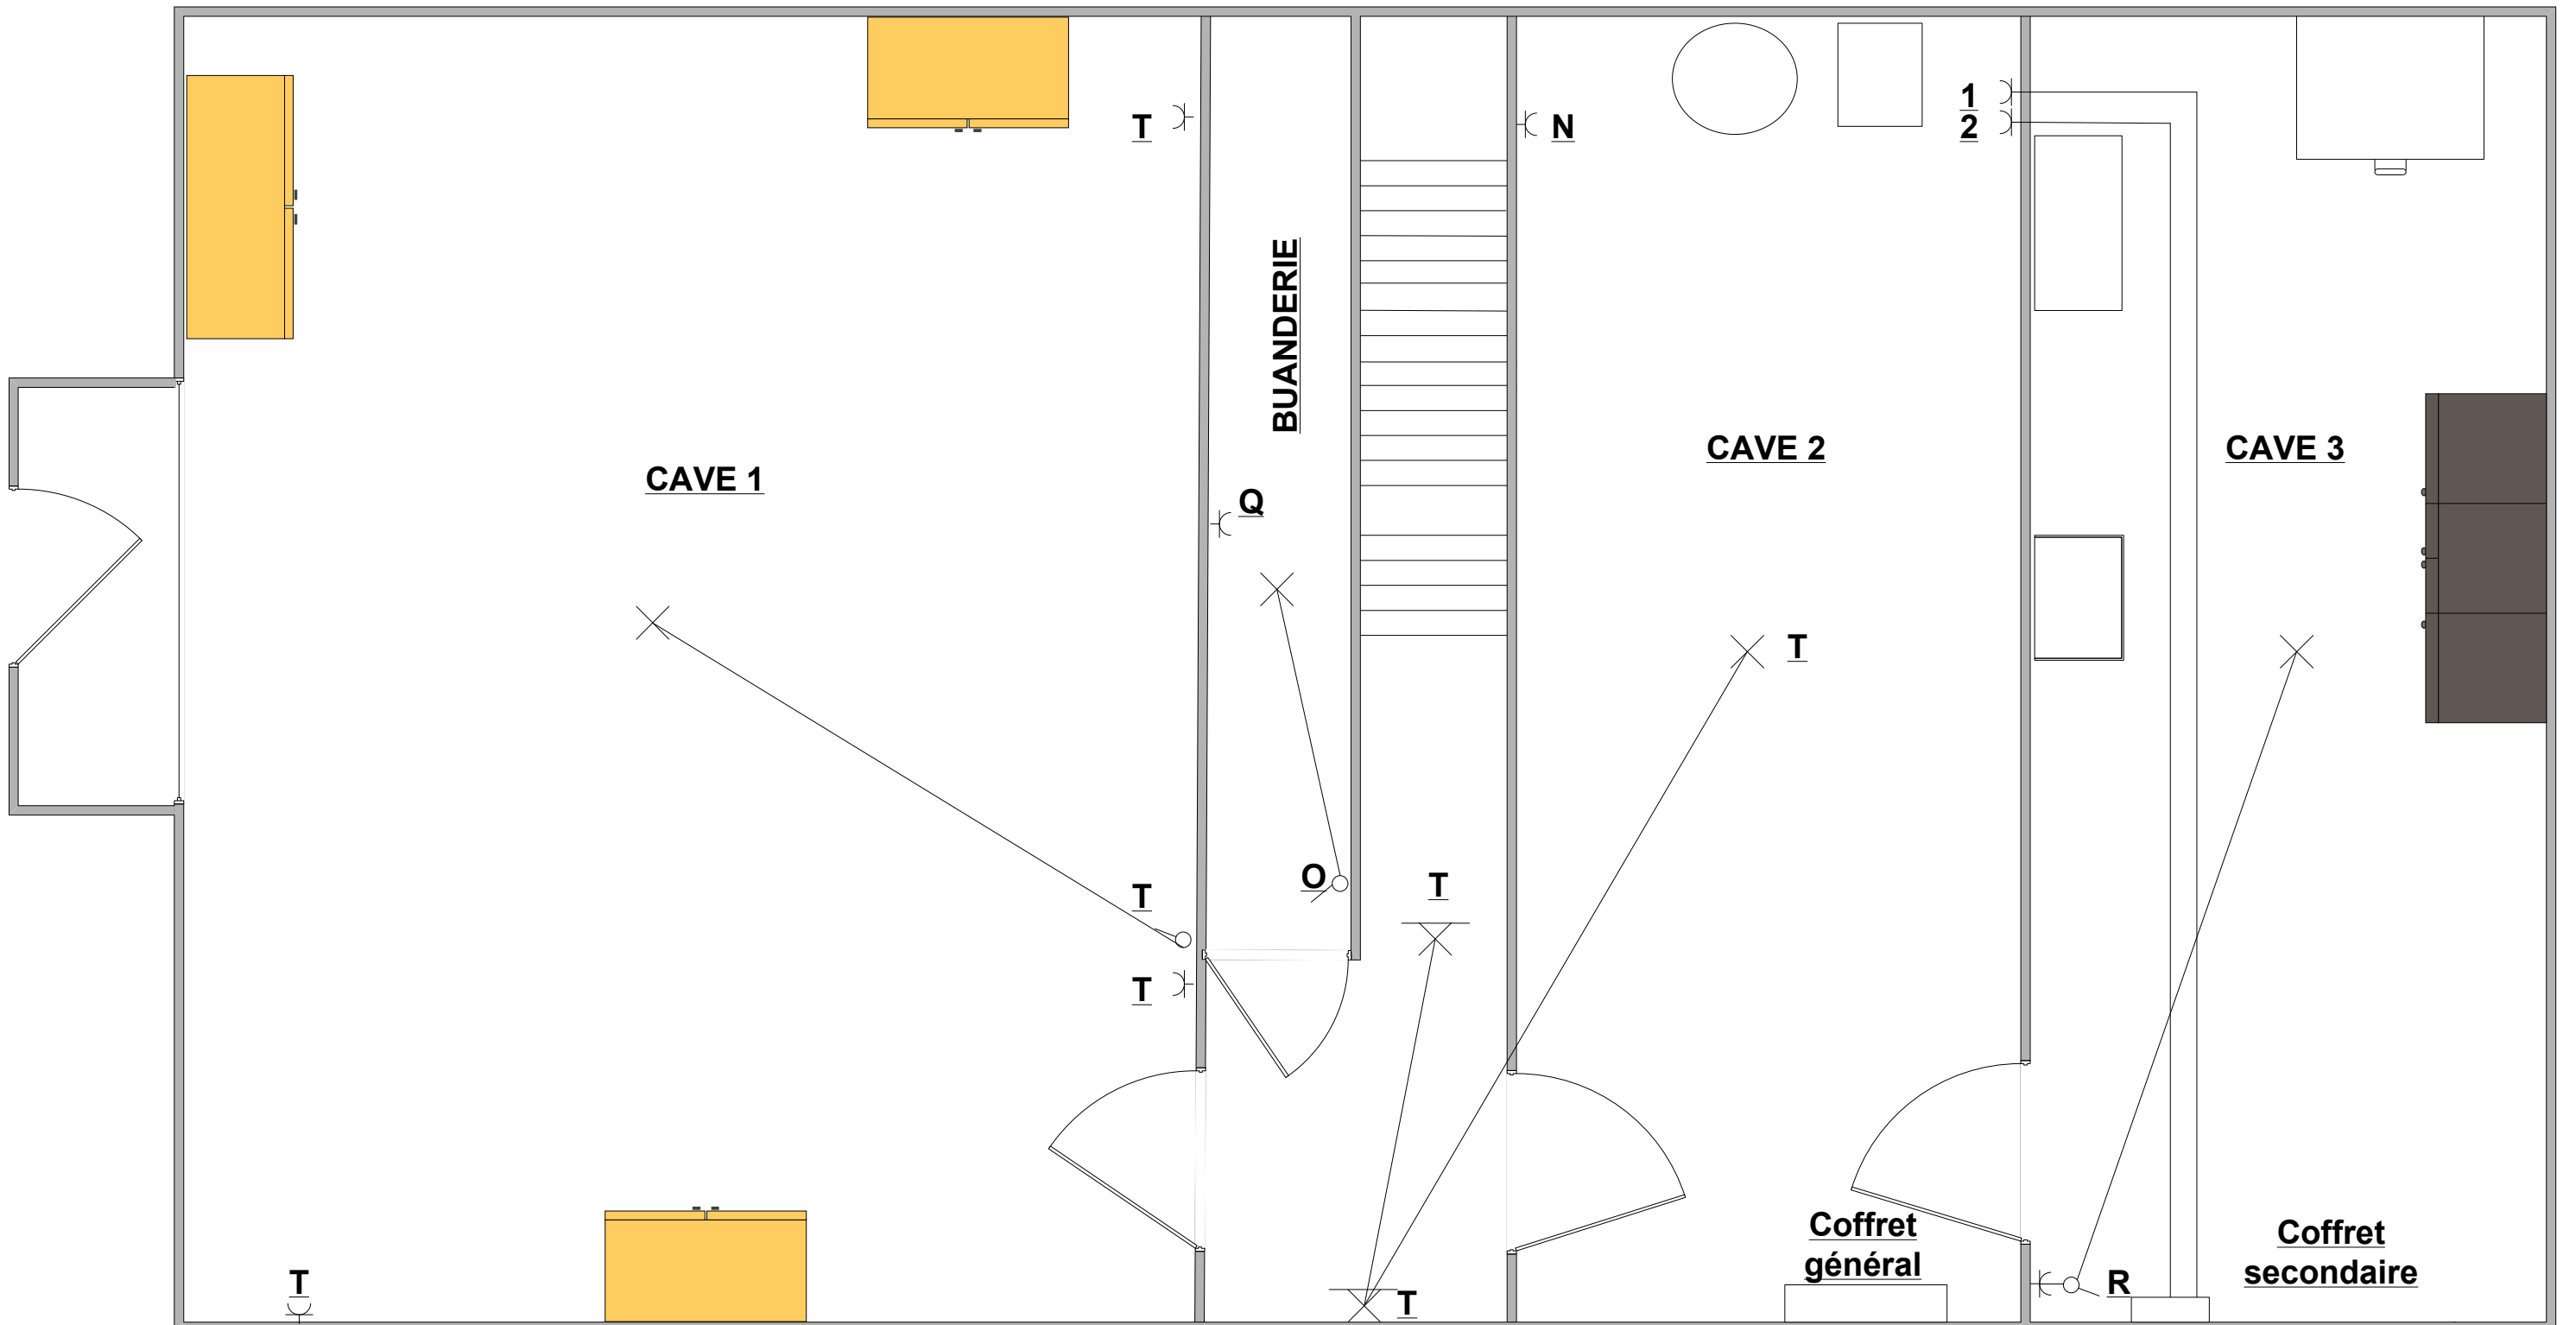 T
N
1
2
BUANDERIE
CAVE 1
Q
CAVE 2
CAVE 3
T
O
T
T
T
Coffret
général
Coffret
secondaire
T
R
T